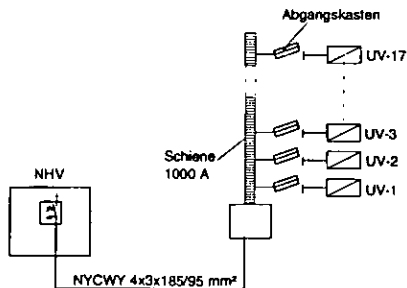 Abgangskasten
UV-17
UV-3
Schiene
1000 A
UV-2
NHV
UV-1
NYCWY 4x3x185/95 mm²